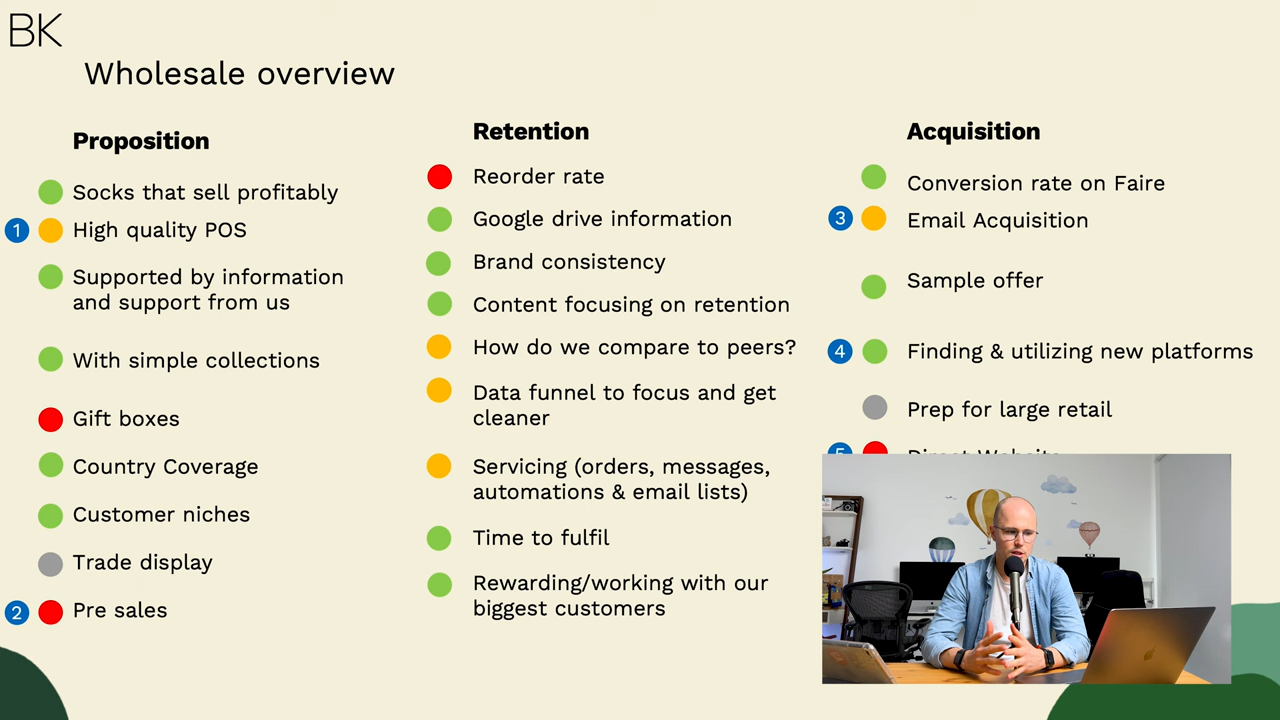 BK
Wholesale overview
Proposition
Socks that sell profitably
1
High quality POS
Supported by information
and support from us
With simple collections
Gift boxes
Country Coverage
Customer niches
Trade display
2
Pre sales
Retention
Reorder rate
Google drive information
Brand consistency
Content focusing on retention
How do we compare to peers?
Data funnel to focus and get
cleaner
Servicing (orders, messages,
automations & email lists)
Time to fulfil
Rewarding/working with our
biggest customers
Acquisition
Conversion rate on Faire
3
Email Acquisition
Sample offer
4
Finding & utilizing new platforms
Prep for large retail
5
Direct Website